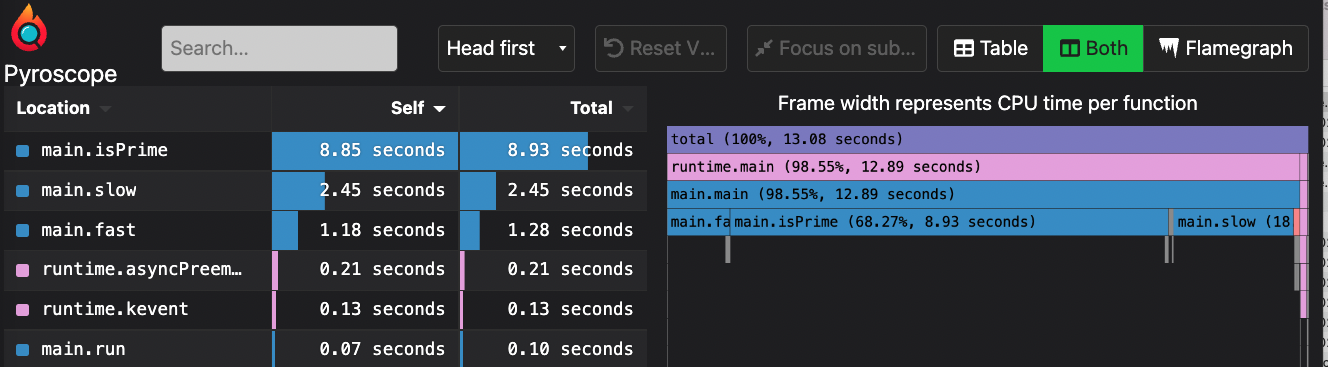 Pyroscope
Search...
Head first
Reset V...
Focus on sub...
Table
Both
Flamegraph
Location Self Total
main.isPrime 8.85 seconds 8.93 seconds
main.slow 2.45 seconds 2.45 seconds
main.fast 1.18 seconds 1.28 seconds
runtime.asyncPreem... 0.21 seconds 0.21 seconds
runtime.kevent 0.13 seconds 0.13 seconds
main.run 0.07 seconds 0.10 seconds
Frame width represents CPU time per function
total (100%, 13.08 seconds)
runtime.main (98.55%, 12.89 seconds)
main.main (98.55%, 12.89 seconds)
main.fa main.isPrime (68.27%, 8.93 seconds) main.slow (18